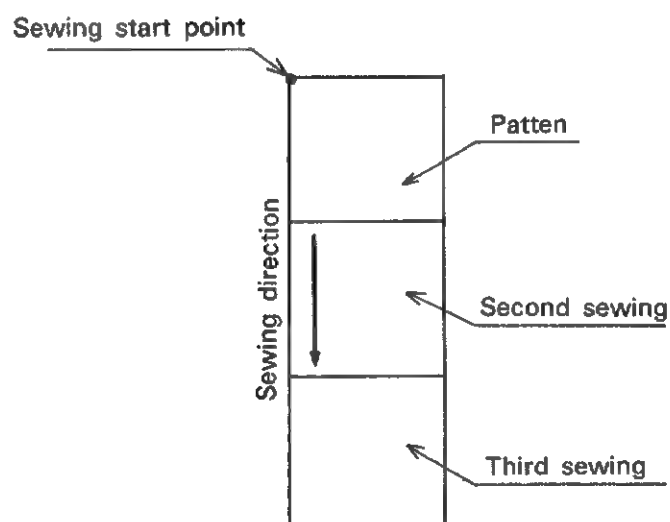 Sewing start point
Patten
Sewing direction
Second sewing
Third sewing